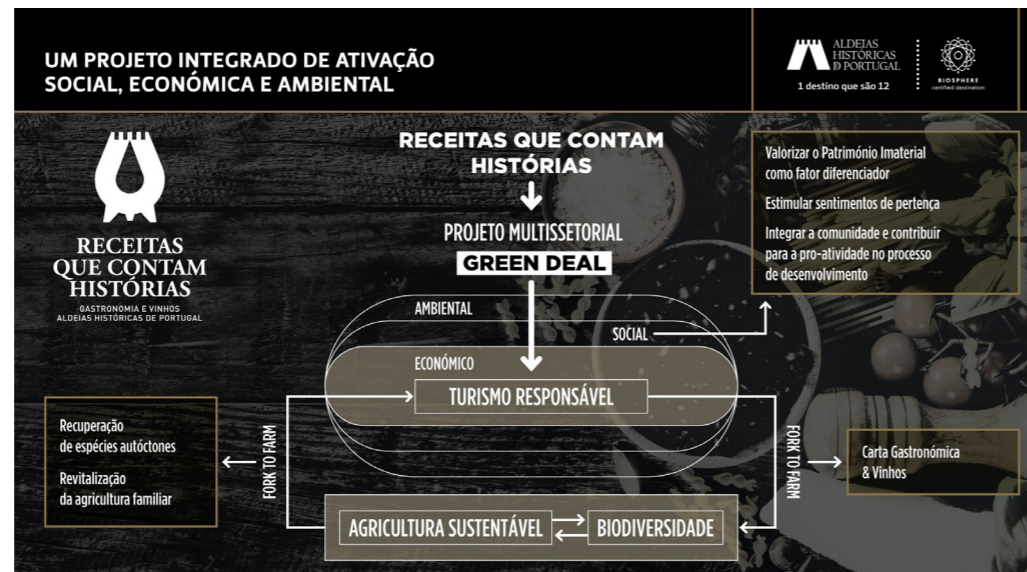 UM PROJETO INTEGRADO DE ATIVAÇÃO
SOCIAL, ECONÓMICA E AMBIENTAL
ALDEIAS
HISTÓRICAS
D PORTUGAL
1 destino que são 12
BIOSPHERE
certified destination
RECEITAS
QUE CONTAM
HISTÓRIAS
GASTRONOMIA E VINHOS
ALDEIAS HISTÓRICAS DE PORTUGAL
RECEITAS QUE CONTAM
HISTÓRIAS
PROJETO MULTISSETORIAL
GREEN DEAL
Valorizar o Património Imaterial
como fator diferenciador
Estimular sentimentos de pertença
Integrar a comunidade e contribuir
para a pro-atividade no processo
de desenvolvimento
AMBIENTAL
SOCIAL
ECONÓMICO
TURISMO RESPONSÁVEL
Recuperação
de espécies autóctones
Revitalização
da agricultura familiar
FORK TO FARM
FORK TO FARM
Carta Gastronómica
& Vinhos
AGRICULTURA SUSTENTÁVEL
BIODIVERSIDADE